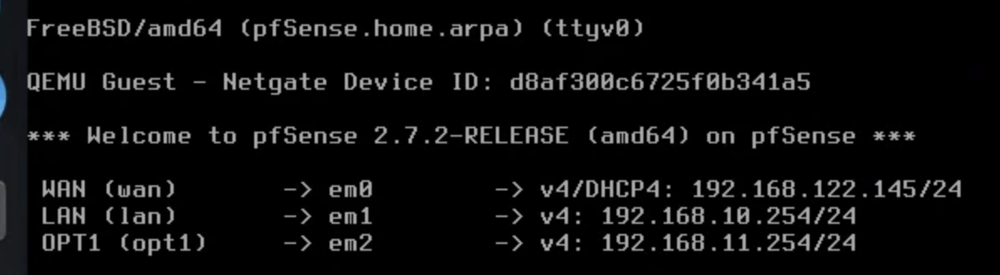 FreeBSD/amd64 (pfSense.home.arpa) (ttyv0)
QEMU Guest - Netgate Device ID: d8af300c6725f0b341a5
*** Welcome to pfSense 2.7.2-RELEASE (amd64) on pfSense ***
WAN (wan) -> em0 -> v4/DHCP4: 192.168.122.145/24
LAN (lan) -> em1 -> v4: 192.168.10.254/24
OPT1 (opt1) -> em2 -> v4: 192.168.11.254/24